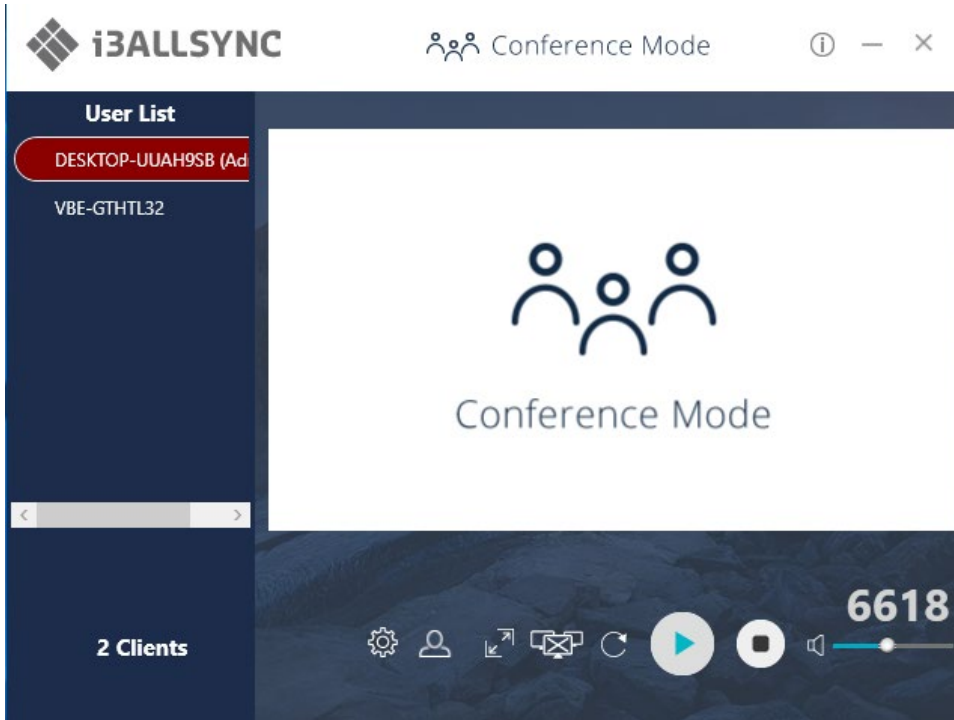 i3ALLSYNC
Conference Mode
User List
DESKTOP-UUAH9SB (Ad
VBE-GTHTL32
Conference Mode
2 Clients
6618